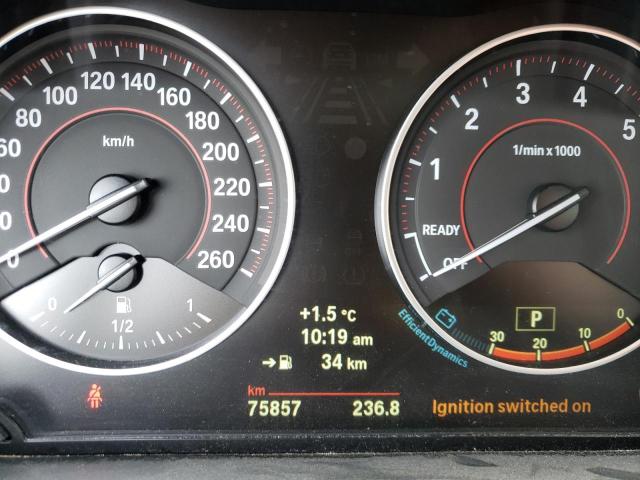 80 100 120 140 160 180 200 220 240 260
km/h
0 1/2 1
+1.5 °C
10:19 am
34 km
km
75857 236.8
1 2 3 4 5
1/min x 1000
READY
OFF
P
EfficientDynamics
30 20 10 0
Ignition switched on